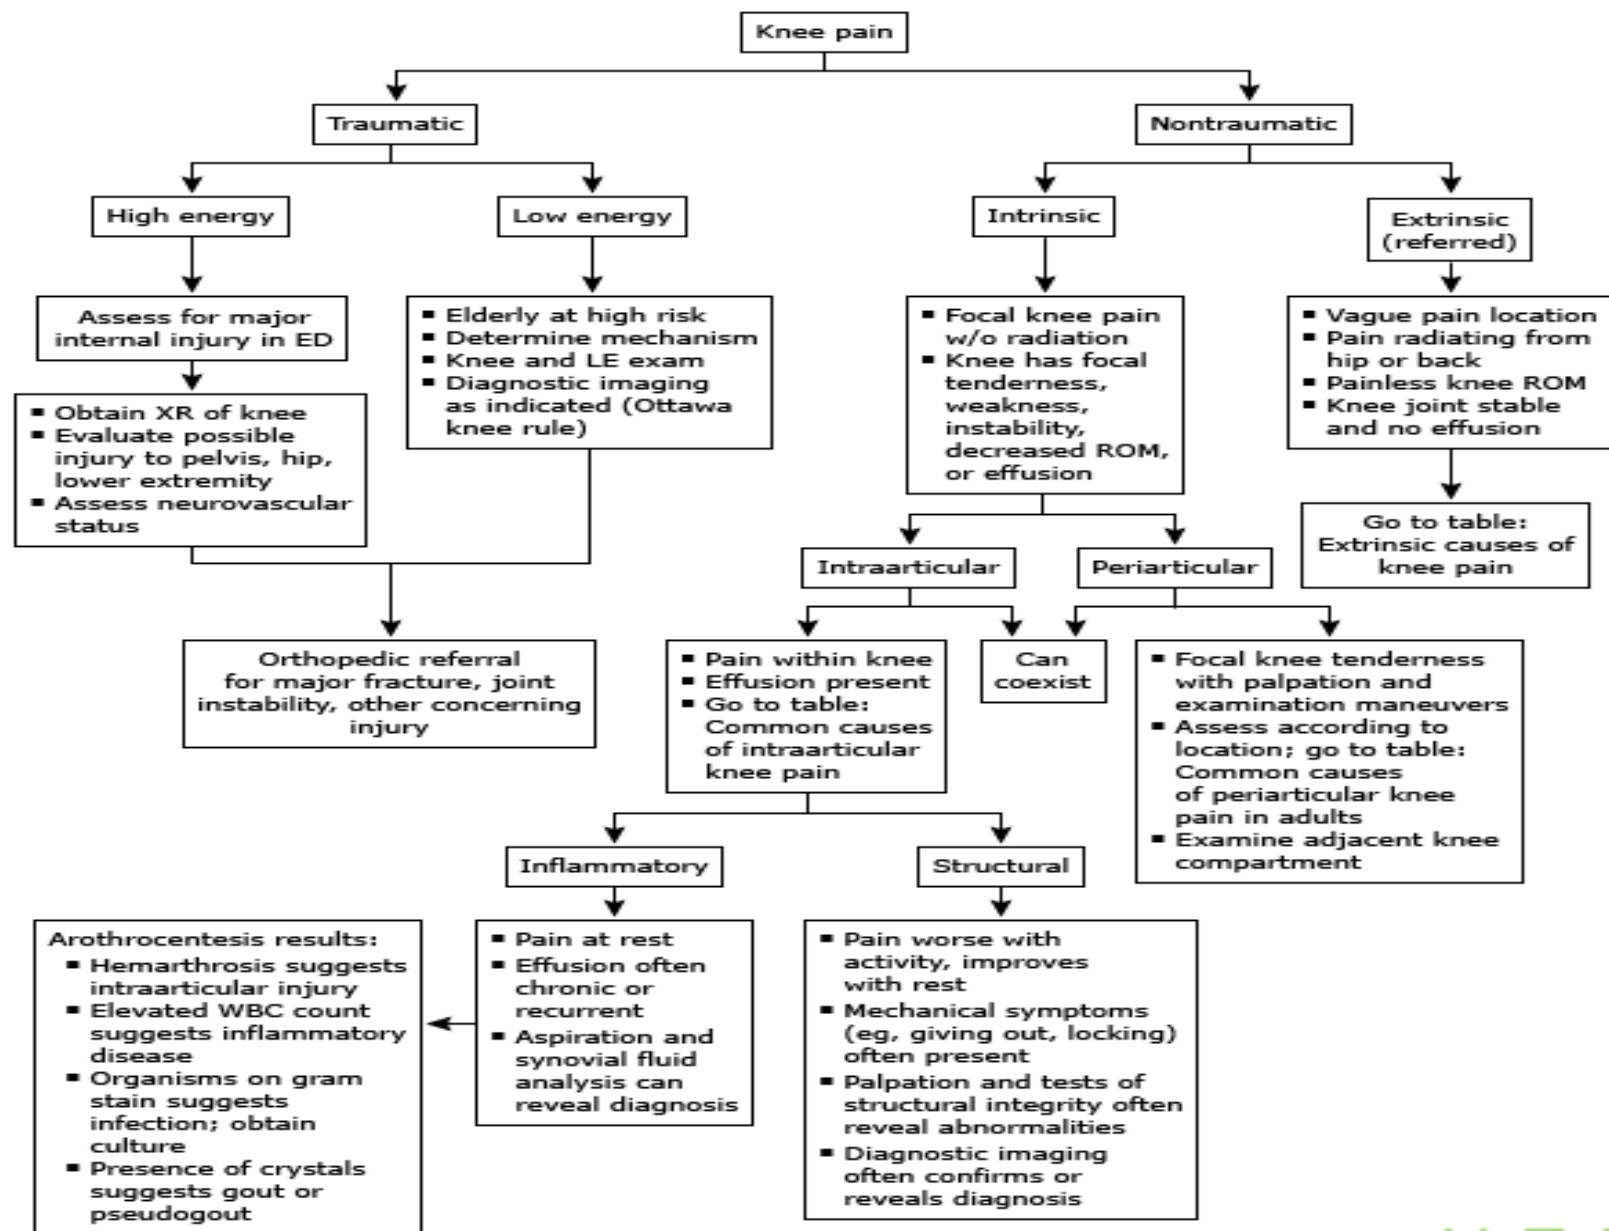 Knee pain
Traumatic
Nontraumatic
High energy
Low energy
Intrinsic
Extrinsic
(referred)
Assess for major
internal injury in ED
▪ Elderly at high risk
▪ Determine mechanism
▪ Knee and LE exam
▪ Diagnostic imaging
as indicated (Ottawa
knee rule)
▪ Focal knee pain
w/o radiation
▪ Knee has focal
tenderness,
weakness,
instability,
decreased ROM,
or effusion
▪ Vague pain location
▪ Pain radiating from
hip or back
▪ Painless knee ROM
▪ Knee joint stable
and no effusion
▪ Obtain XR of knee
▪ Evaluate possible
injury to pelvis, hip,
lower extremity
▪ Assess neurovascular
status
Go to table:
Extrinsic causes of
knee pain
Intraarticular
Periarticular
Orthopedic referral
for major fracture, joint
instability, other concerning
injury
▪ Pain within knee
▪ Effusion present
▪ Go to table:
Common causes
of intraarticular
knee pain
Can
coexist
▪ Focal knee tenderness
with palpation and
examination maneuvers
▪ Assess according to
location; go to table:
Common causes
of periarticular knee
pain in adults
▪ Examine adjacent knee
compartment
Inflammatory
Structural
Arothrocentesis results:
▪ Hemarthrosis suggests
intraarticular injury
▪ Elevated WBC count
suggests inflammatory
disease
▪ Organisms on gram
stain suggests
infection; obtain
culture
▪ Presence of crystals
suggests gout or
pseudogout
▪ Pain at rest
▪ Effusion often
chronic or
recurrent
▪ Aspiration and
synovial fluid
analysis can
reveal diagnosis
▪ Pain worse with
activity, improves
with rest
▪ Mechanical symptoms
(eg, giving out, locking)
often present
▪ Palpation and tests of
structural integrity often
reveal abnormalities
▪ Diagnostic imaging
often confirms or
reveals diagnosis